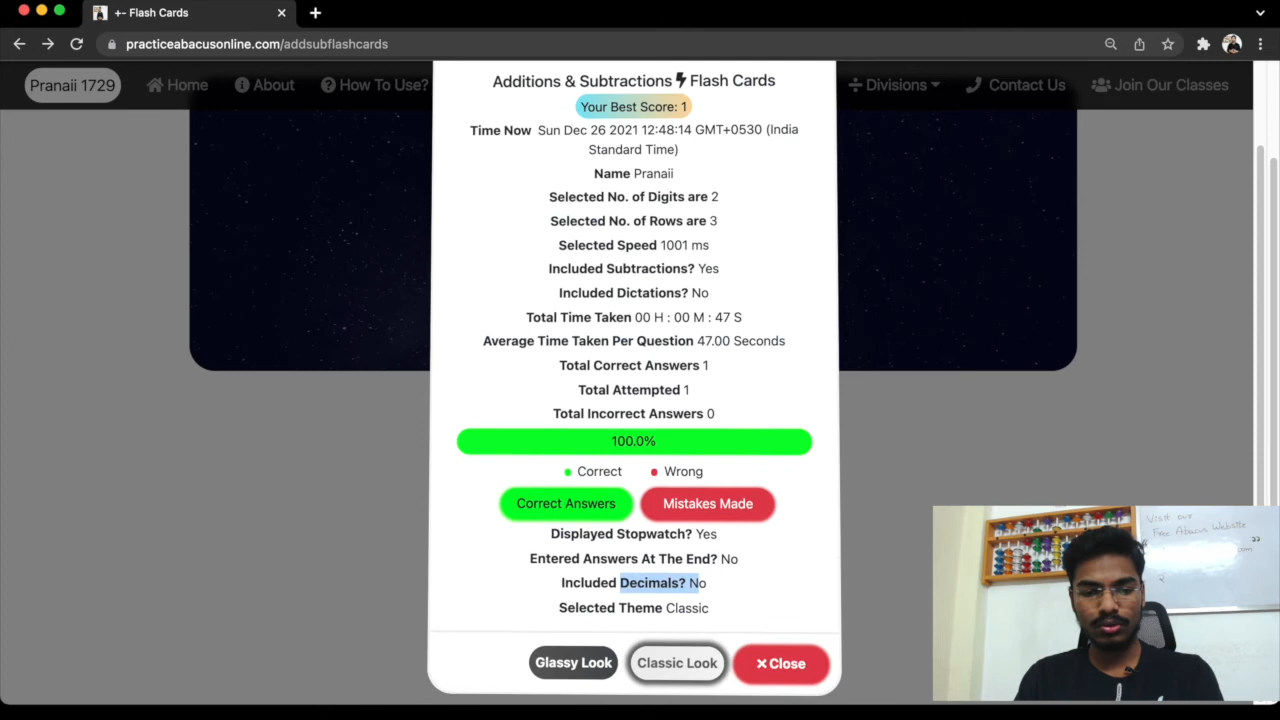 +- Flash Cards
practiceabacusonline.com/addsubflashcards
Pranaii 1729 Home About How To Use? Divisions Contact Us Join Our Classes
Additions & Subtractions Flash Cards
Your Best Score: 1
Time Now Sun Dec 26 2021 12:48:14 GMT+0530 (India
Standard Time)
Name Pranaii
Selected No. of Digits are 2
Selected No. of Rows are 3
Selected Speed 1001 ms
Included Subtractions? Yes
Included Dictations? No
Total Time Taken 00 H : 00 M : 47 S
Average Time Taken Per Question 47.00 Seconds
Total Correct Answers 1
Total Attempted 1
Total Incorrect Answers 0
100.0%
Correct Wrong
Correct Answers Mistakes Made
Displayed Stopwatch? Yes
Entered Answers At The End? No
Included Decimals? No
Selected Theme Classic
Glassy Look Classic Look Close
Visit our
Free Abacus Website